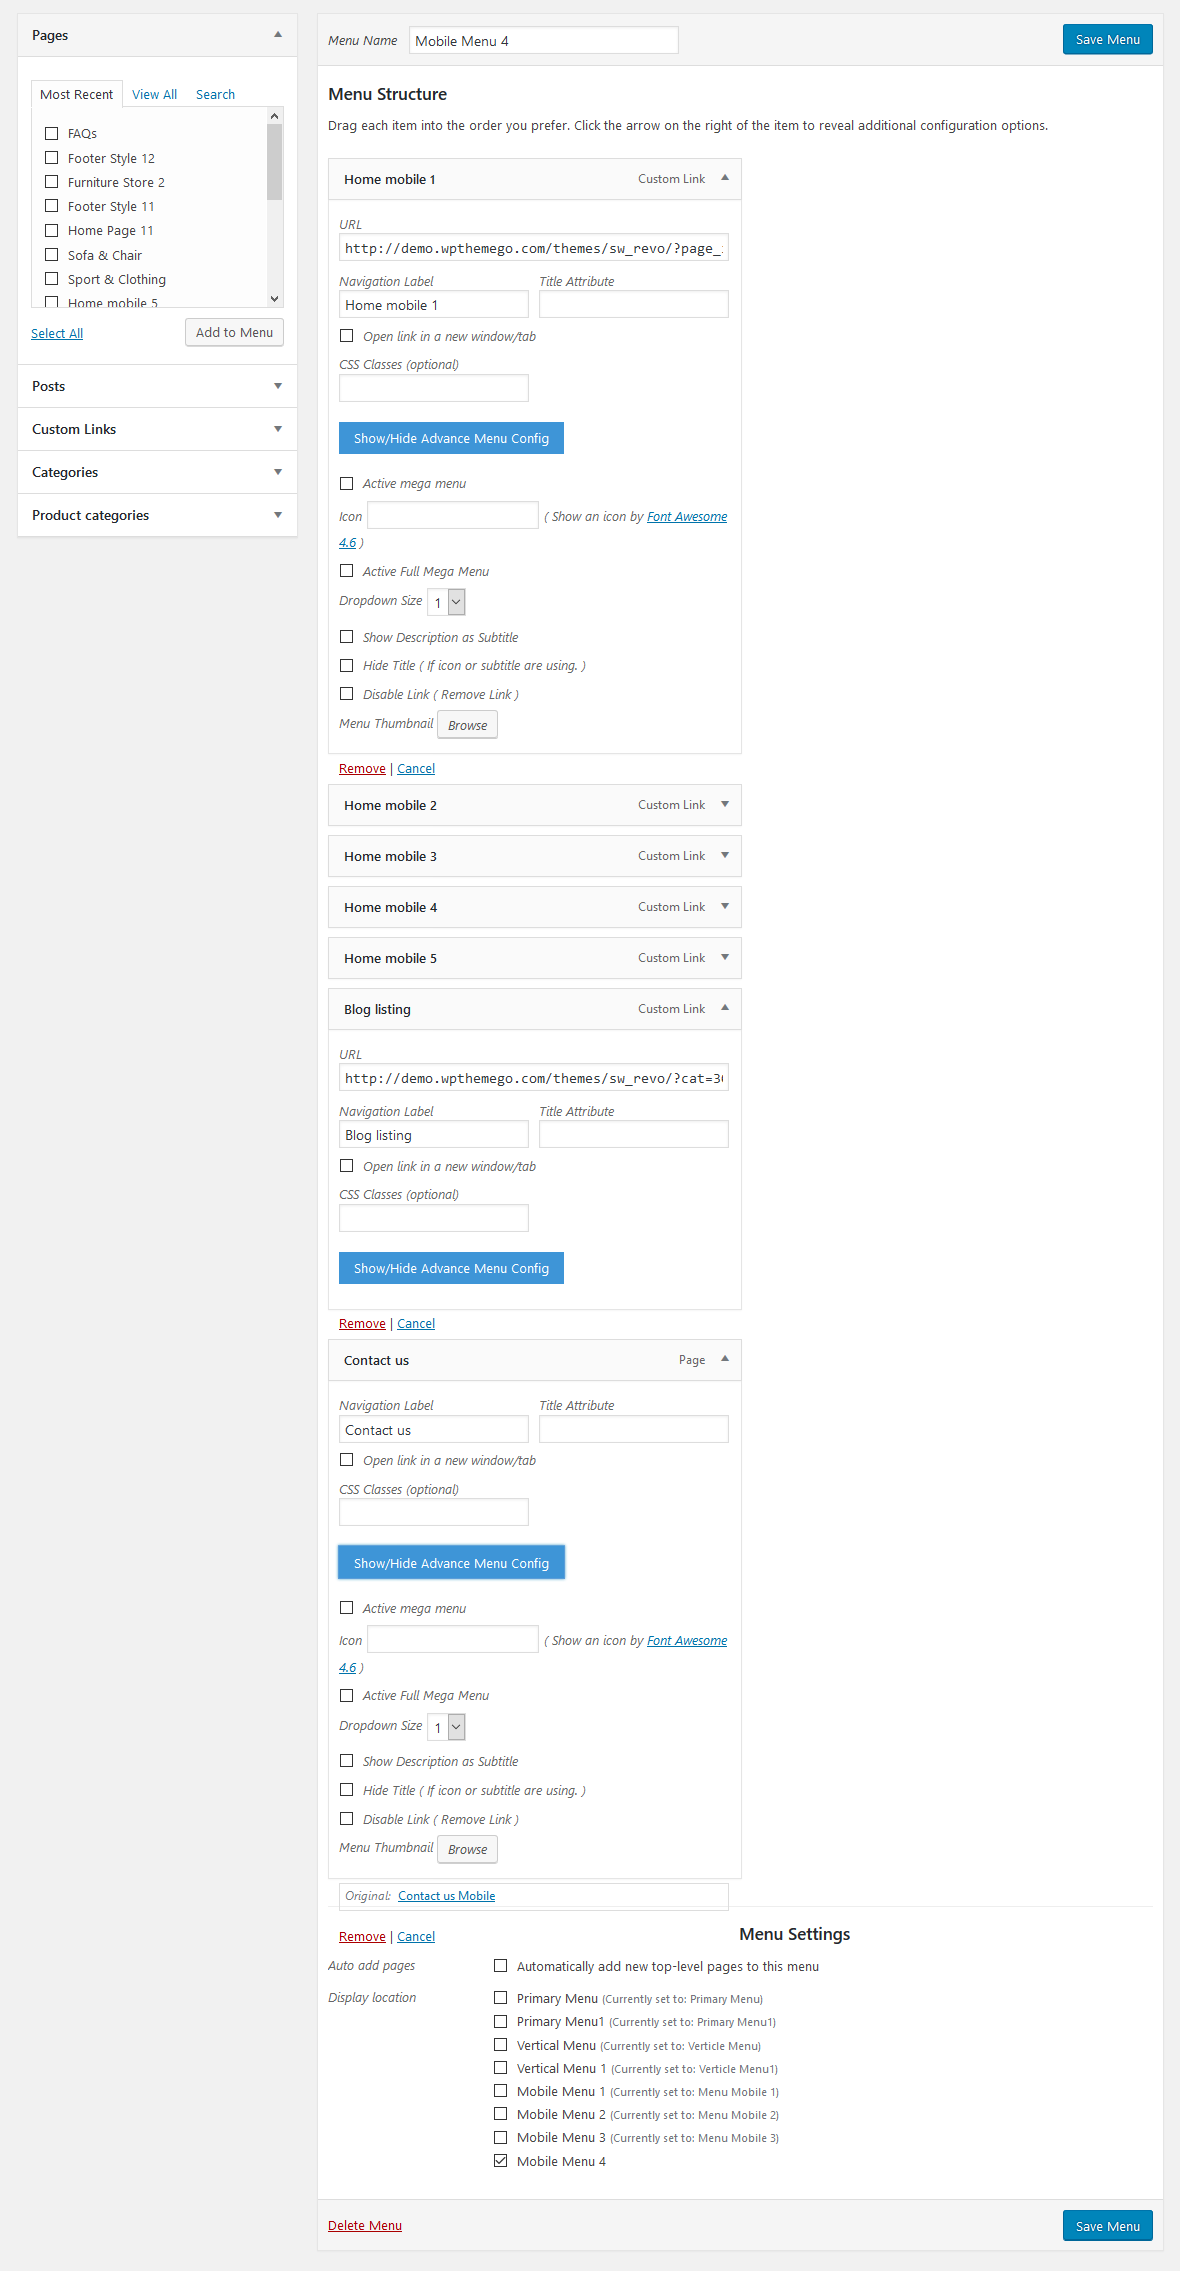 Pages
Most Recent View All Search
FAQs
Footer Style 12
Furniture Store 2
Footer Style 11
Home Page 11
Sofa & Chair
Sport & Clothing
Home mobile 5
Select All Add to Menu
Posts
Custom Links
Categories
Product categories
Menu Name Mobile Menu 4 Save Menu
Menu Structure
Drag each item into the order you prefer. Click the arrow on the right of the item to reveal additional configuration options.
Home mobile 1 Custom Link
URL
http://demo.wpthemego.com/themes/sw_revo/?page_
Navigation Label Title Attribute
Home mobile 1
Open link in a new window/tab
CSS Classes (optional)
Show/Hide Advance Menu Config
Active mega menu
Icon ( Show an icon by Font Awesome
4.6 )
Active Full Mega Menu
Dropdown Size 1
Show Description as Subtitle
Hide Title ( If icon or subtitle are using. )
Disable Link ( Remove Link )
Menu Thumbnail Browse
Remove | Cancel
Home mobile 2 Custom Link
Home mobile 3 Custom Link
Home mobile 4 Custom Link
Home mobile 5 Custom Link
Blog listing Custom Link
URL
http://demo.wpthemego.com/themes/sw_revo/?cat=3
Navigation Label Title Attribute
Blog listing
Open link in a new window/tab
CSS Classes (optional)
Show/Hide Advance Menu Config
Remove | Cancel
Contact us Page
Navigation Label Title Attribute
Contact us
Open link in a new window/tab
CSS Classes (optional)
Show/Hide Advance Menu Config
Active mega menu
Icon ( Show an icon by Font Awesome
4.6 )
Active Full Mega Menu
Dropdown Size 1
Show Description as Subtitle
Hide Title ( If icon or subtitle are using. )
Disable Link ( Remove Link )
Menu Thumbnail Browse
Original: Contact us Mobile
Remove | Cancel
Menu Settings
Auto add pages Automatically add new top-level pages to this menu
Display location Primary Menu (Currently set to: Primary Menu)
Primary Menu1 (Currently set to: Primary Menu1)
Vertical Menu (Currently set to: Verticle Menu)
Vertical Menu 1 (Currently set to: Verticle Menu1)
Mobile Menu 1 (Currently set to: Menu Mobile 1)
Mobile Menu 2 (Currently set to: Menu Mobile 2)
Mobile Menu 3 (Currently set to: Menu Mobile 3)
Mobile Menu 4
Delete Menu Save Menu